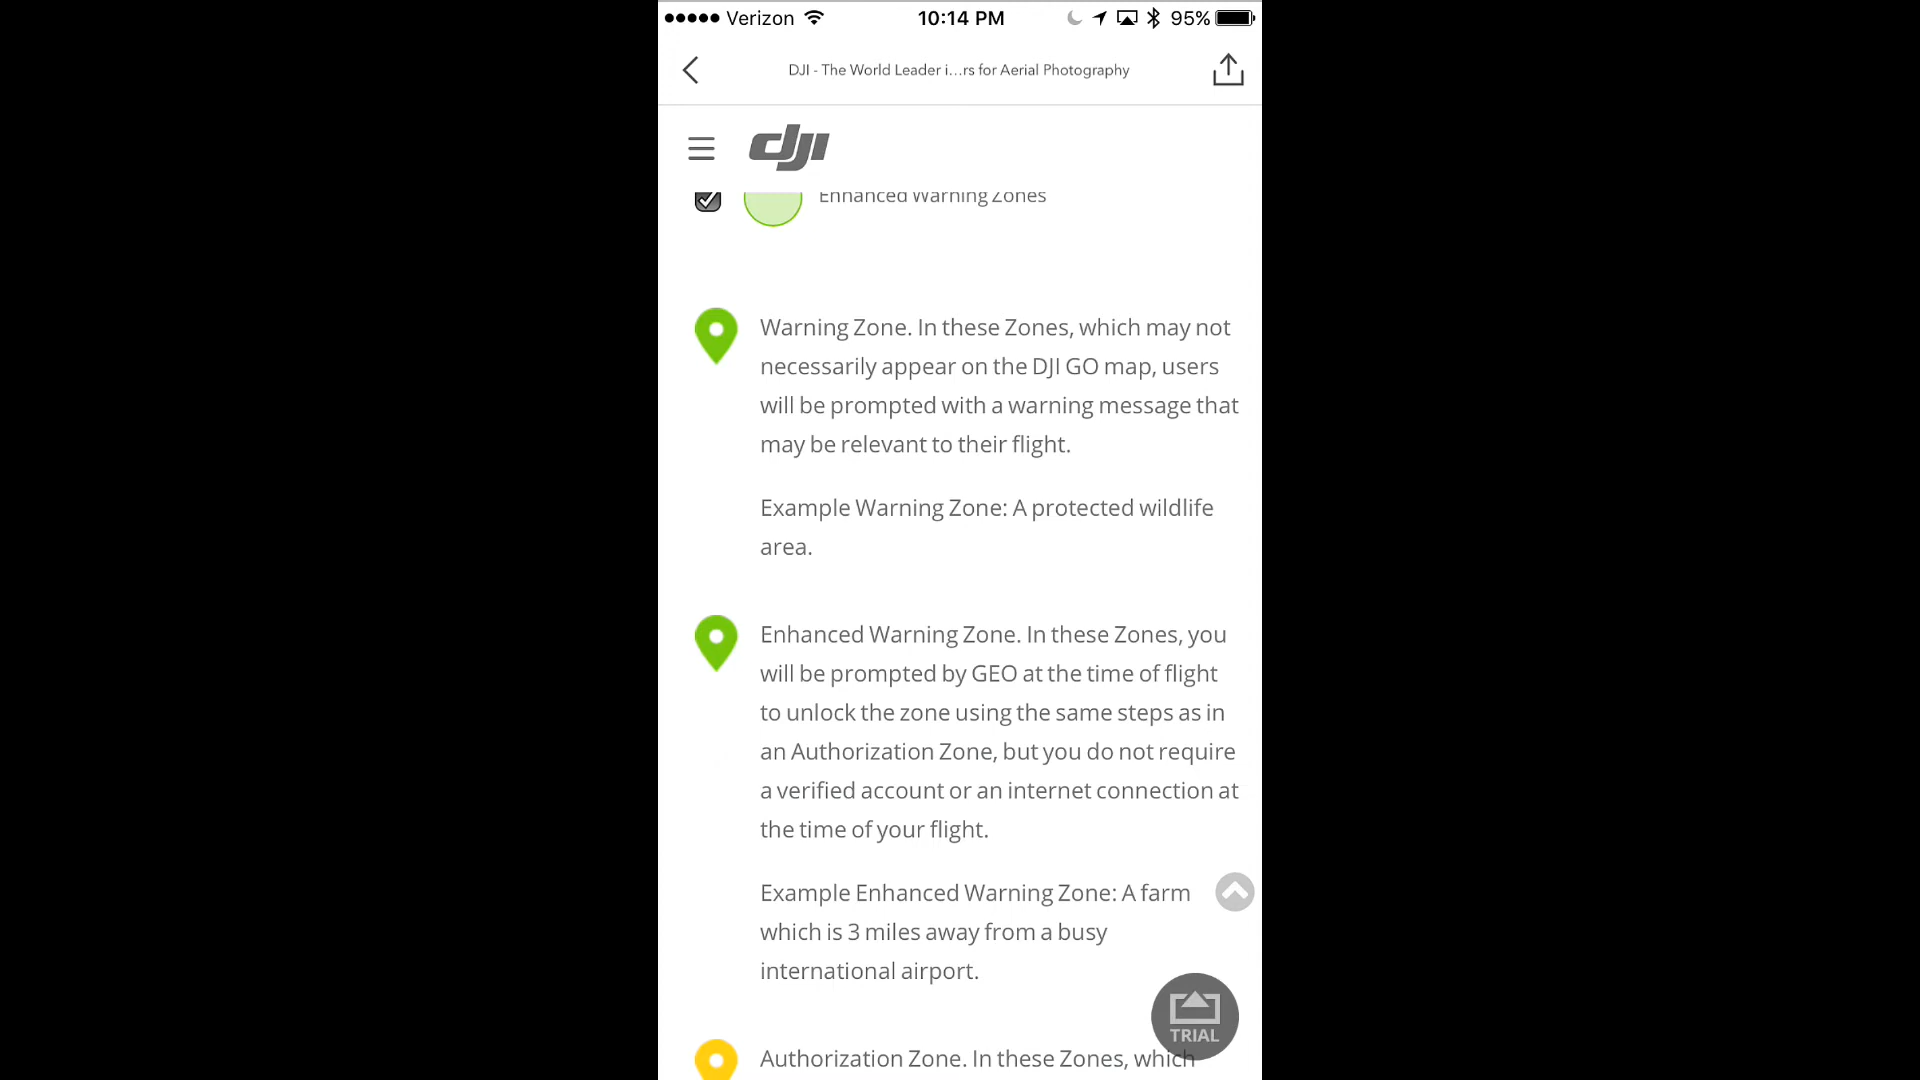 Verizon 10:14 PM 95%
DJI - The World Leader i...rs for Aerial Photography
dji
Enhanced Warning Zones
Warning Zone. In these Zones, which may not
necessarily appear on the DJI GO map, users
will be prompted with a warning message that
may be relevant to their flight.
Example Warning Zone: A protected wildlife
area.
Enhanced Warning Zone. In these Zones, you
will be prompted by GEO at the time of flight
to unlock the zone using the same steps as in
an Authorization Zone, but you do not require
a verified account or an internet connection at
the time of your flight.
Example Enhanced Warning Zone: A farm
which is 3 miles away from a busy
international airport.
TRIAL
Authorization Zone. In these Zones, which